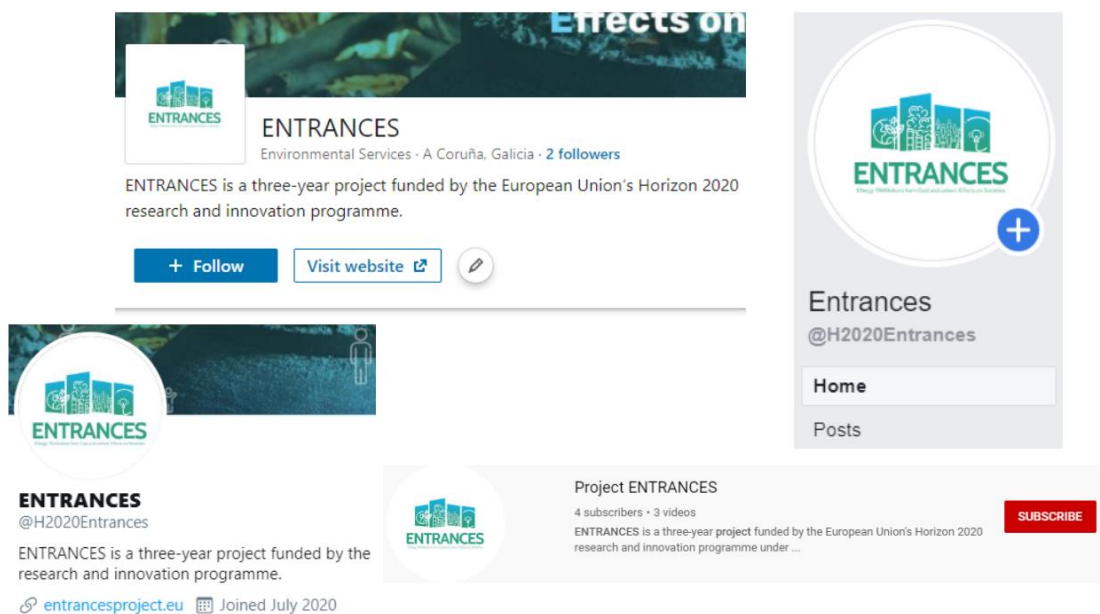 Effects on
ENTRANCES
ENTRANCES
Environmental Services · A Coruña, Galicia · 2 followers
ENTRANCES is a three-year project funded by the European Union's Horizon 2020
research and innovation programme.
+ Follow
Visit website
ENTRANCES
Entrances
@H2020Entrances
Home
Posts
ENTRANCES
ENTRANCES
@H2020Entrances
ENTRANCES is a three-year project funded by the
research and innovation programme.
entrancesproject.eu Joined July 2020
ENTRANCES
Project ENTRANCES
4 subscribers • 3 videos
ENTRANCES is a three-year project funded by the European Union's Horizon 2020
research and innovation programme under ...
SUBSCRIBE